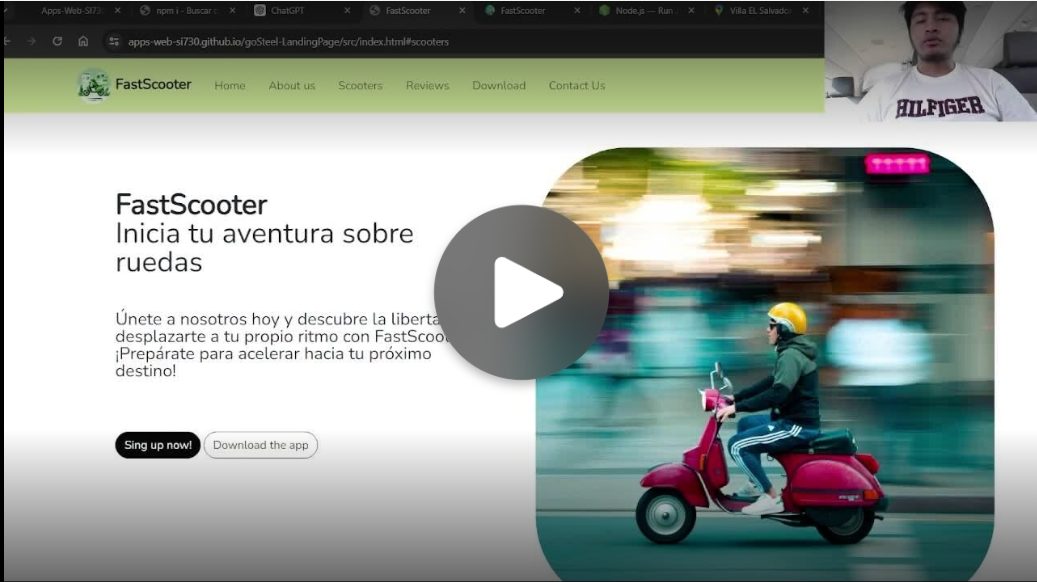 Apps-Web-SI73
npm i - Buscar c
ChatGPT
FastScooter
FastScooter
Node.js — Run
Villa EL Salvador
apps-web-si730.github.io/goSteel-LandingPage/src/index.html#scooters
FastScooter Home About us Scooters Reviews Download Contact Us
HILFIGER
FastScooter
Inicia tu aventura sobre
ruedas
Únete a nosotros hoy y descubre la liberta
desplazarte a tu propio ritmo con FastScoo
¡Prepárate para acelerar hacia tu próximo
destino!
Sing up now! Download the app